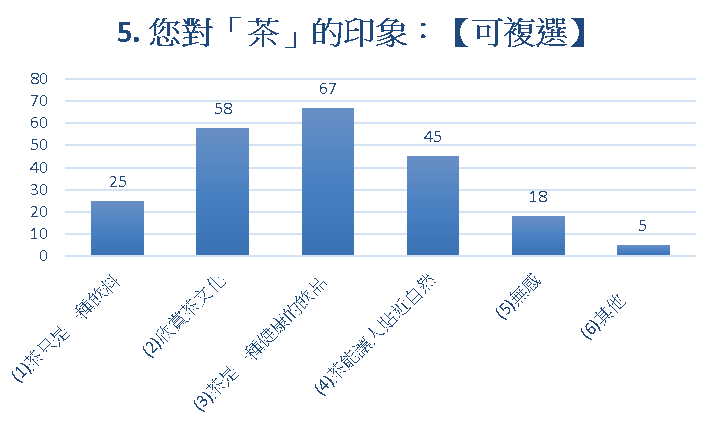 5. 您對「茶」的印象：【可複選】
80
70
60
50
40
30
20
10
0
25
58
67
45
18
5
(1)茶只是一種飲料
(2)欣賞茶文化
(3)茶是一種健康的飲品
(4)茶能讓人貼近自然
(5)無感
(6)其他